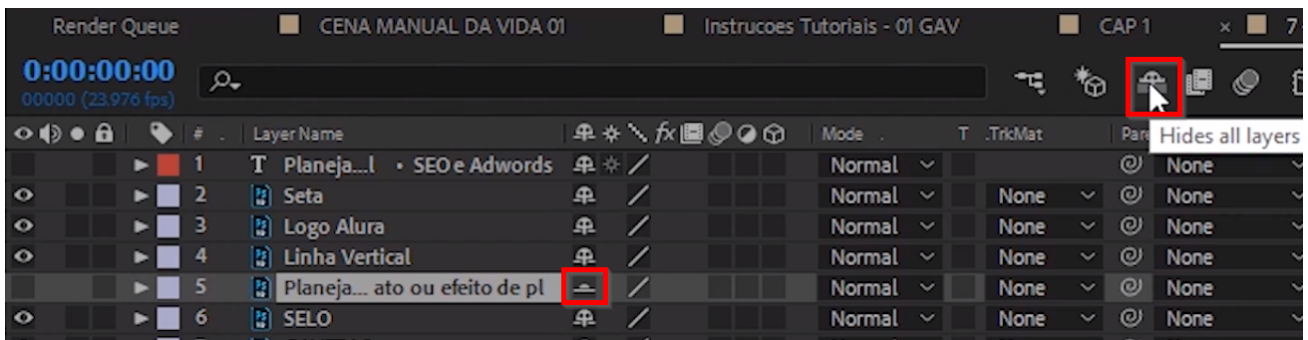 Render Queue CENA MANUAL DA VIDA 01 Instrucoes Tutoriais - 01 GAV CAP 1 × 7
0:00:00:00
00000 (23.976 fps)
# . Layer Name fx Mode . T .TrkMat Pare
Hides all layers
1 T Planeja...l • SEO e Adwords Normal None
2 Seta Normal None None
3 Logo Alura Normal None None
4 Linha Vertical Normal None None
5 Planeja... ato ou efeito de pl Normal None None
6 SELO Normal None None